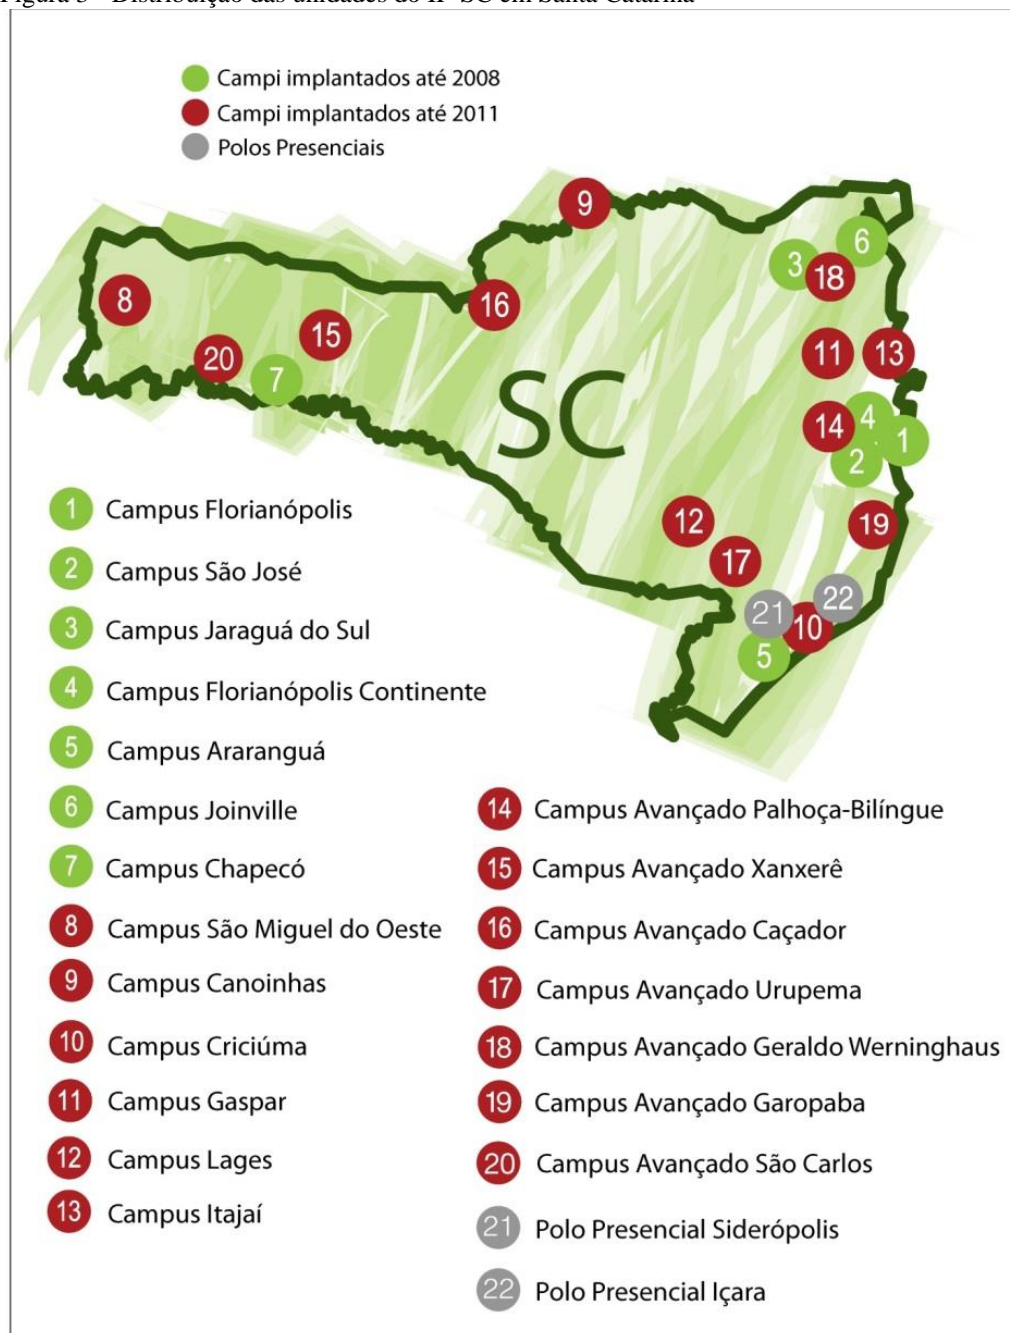 Campi implantados até 2008
Campi implantados até 2011
Polos Presenciais
9
6
3
18
8
16
15
11
13
20
7
SC
4
14
1
2
12
19
17
22
21
10
5
1 Campus Florianópolis
2 Campus São José
3 Campus Jaraguá do Sul
4 Campus Florianópolis Continente
5 Campus Araranguá
6 Campus Joinville
7 Campus Chapecó
8 Campus São Miguel do Oeste
9 Campus Canoinhas
10 Campus Criciúma
11 Campus Gaspar
12 Campus Lages
13 Campus Itajaí
14 Campus Avançado Palhoça-Bilíngue
15 Campus Avançado Xanxerê
16 Campus Avançado Caçador
17 Campus Avançado Urupema
18 Campus Avançado Geraldo Werninghaus
19 Campus Avançado Garopaba
20 Campus Avançado São Carlos
21 Polo Presencial Siderópolis
22 Polo Presencial Içara